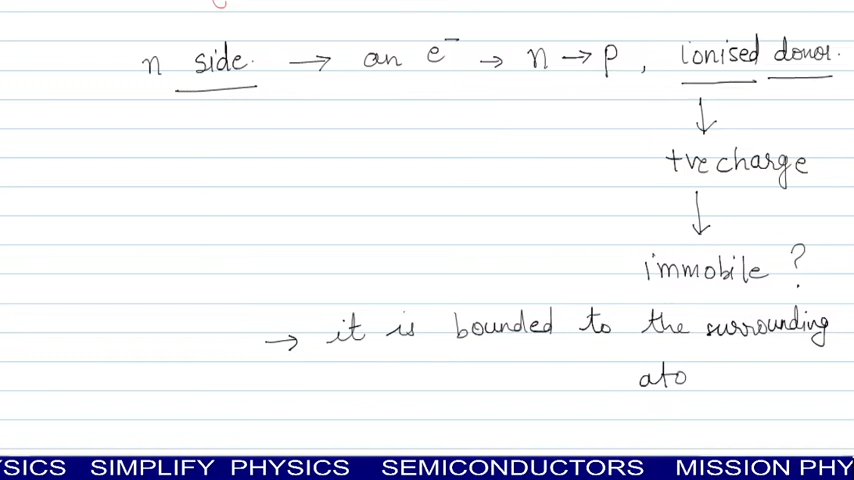 n side. → an e⁻ → n → p, ionised donor.
↓
+ve charge
↓
immobile ?
→ it is bounded to the surrounding
ato
SICS SIMPLIFY PHYSICS SEMICONDUCTORS MISSION PHY